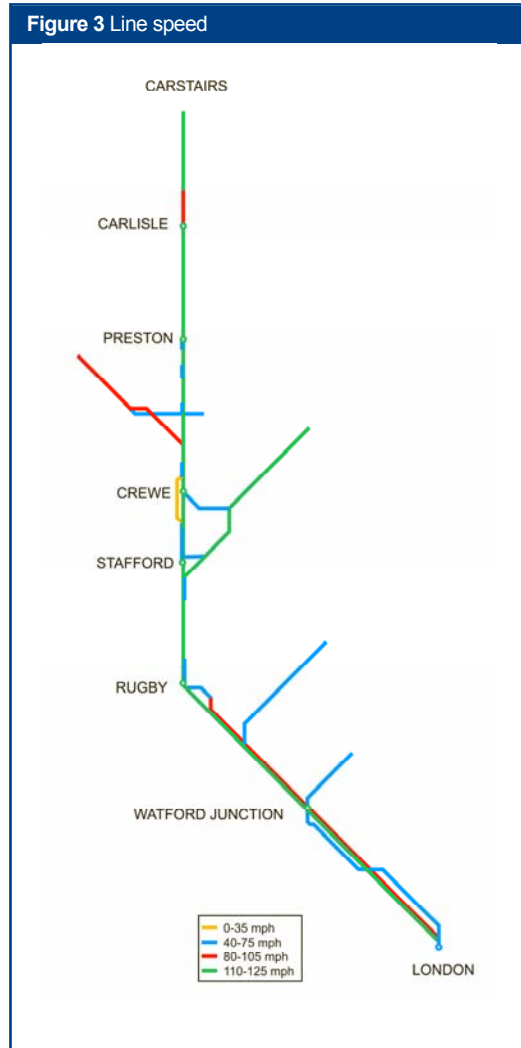 Figure 3 Line speed
CARSTAIRS
CARLISLE
PRESTON
CREWE
STAFFORD
RUGBY
WATFORD JUNCTION
0-35 mph
40-75 mph
80-105 mph
110-125 mph
LONDON